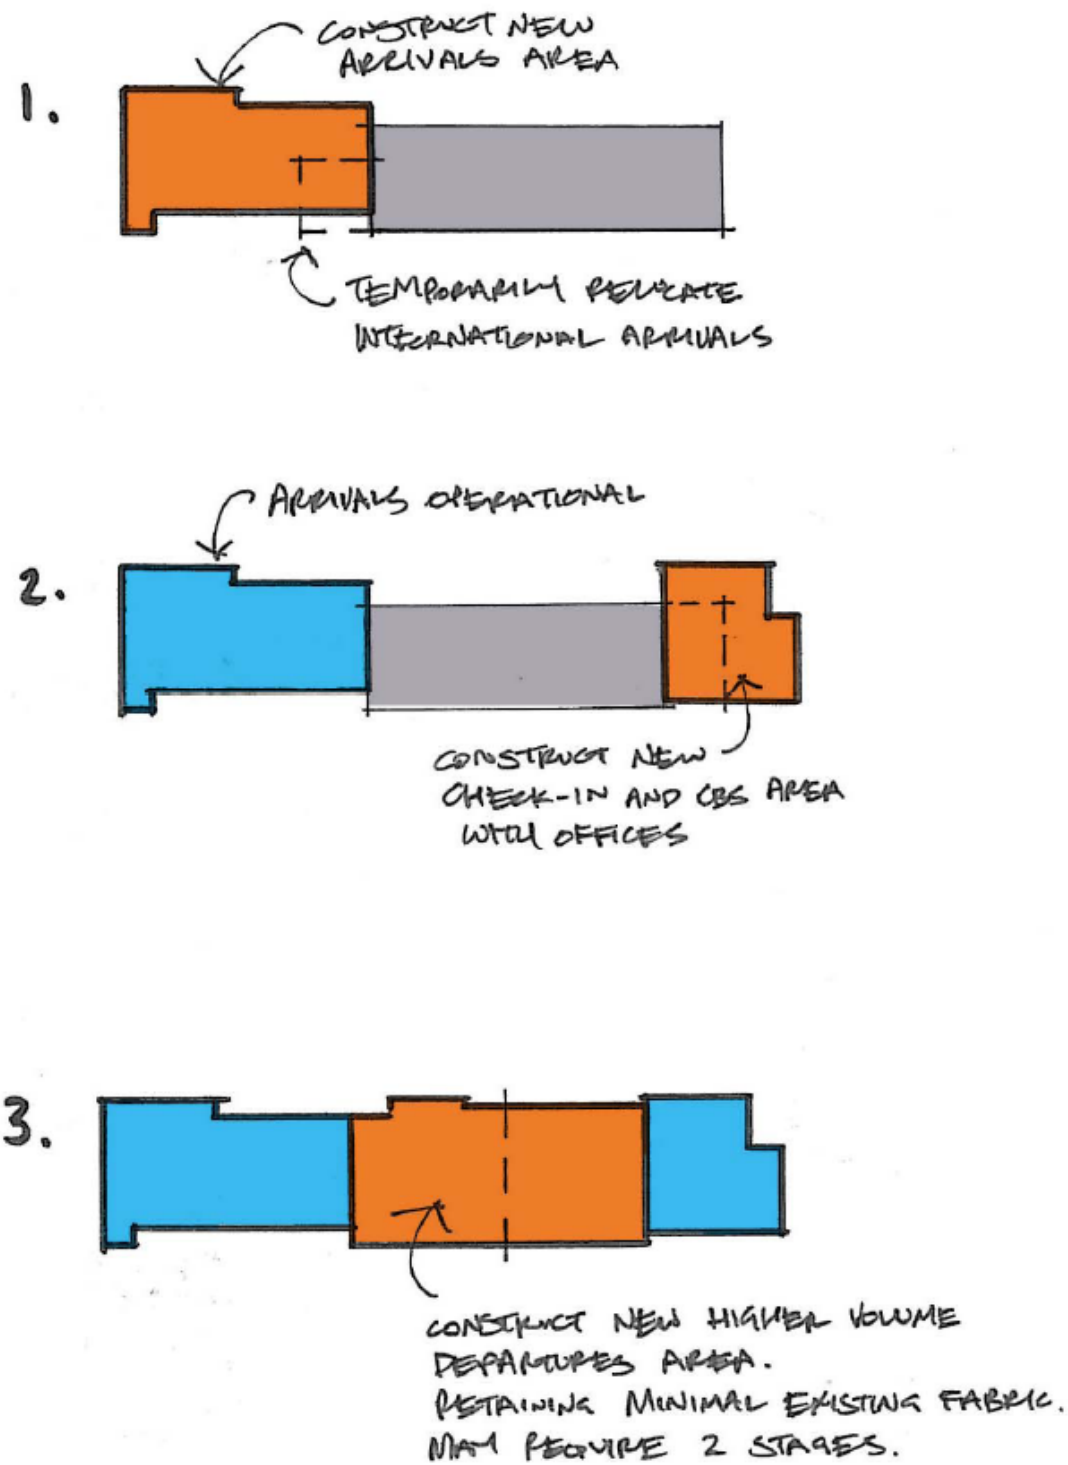 1.
CONSTRUCT NEW
ARRIVALS AREA
TEMPORARILY RELOCATE
INTERNATIONAL ARRIVALS
2.
ARRIVALS OPERATIONAL
CONSTRUCT NEW
CHECK-IN AND CBS AREA
WITH OFFICES
3.
CONSTRUCT NEW HIGHER VOLUME
DEPARTURES AREA.
RETAINING MINIMAL EXISTING FABRIC.
MAY REQUIRE 2 STAGES.